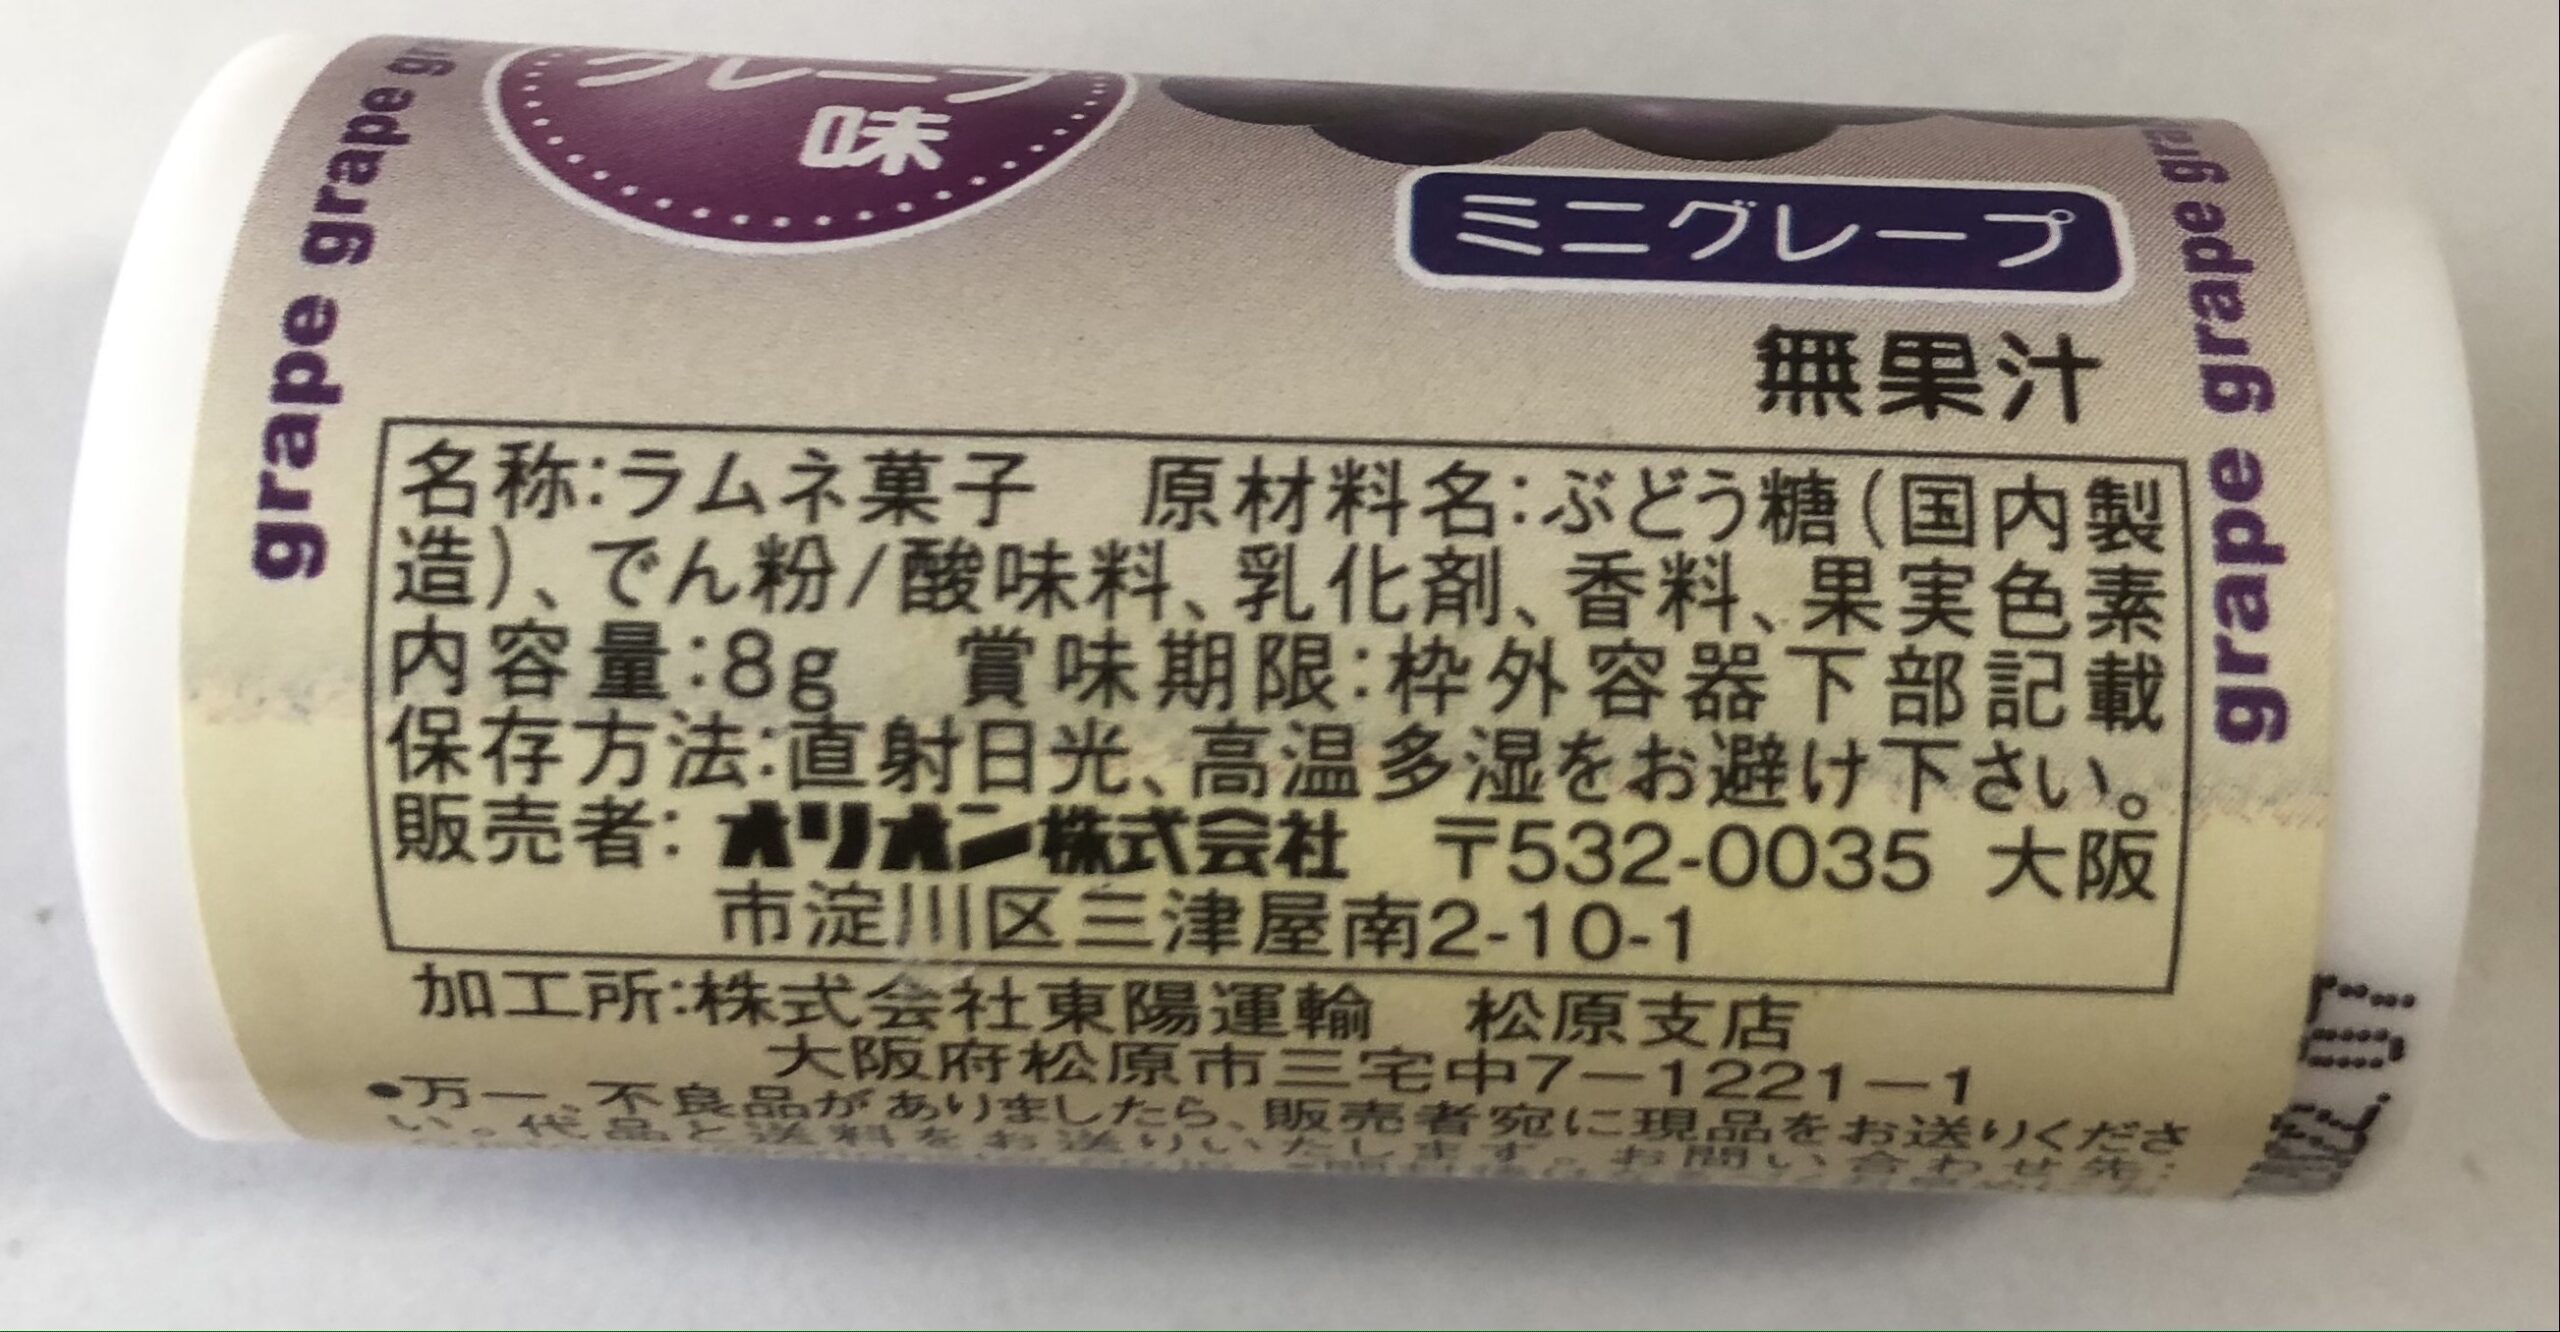 グレープ
味
ミニグレープ
無果汁
grape grape gr
grape grape grape gra
名称:ラムネ菓子　原材料名:ぶどう糖(国内製
造)、でん粉/酸味料、乳化剤、香料、果実色素
内容量:8g　賞味期限:枠外容器下部記載
保存方法:直射日光、高温多湿をお避け下さい。
販売者:オリオン株式会社　〒532-0035 大阪
市淀川区三津屋南2-10-1
加工所:株式会社東陽運輸　松原支店
大阪府松原市三宅中7－1221－1
●万一、不良品がありましたら、販売者宛に現品をお送りくださ
い。代品と送料をお送りいたします。お問い合わせ先: